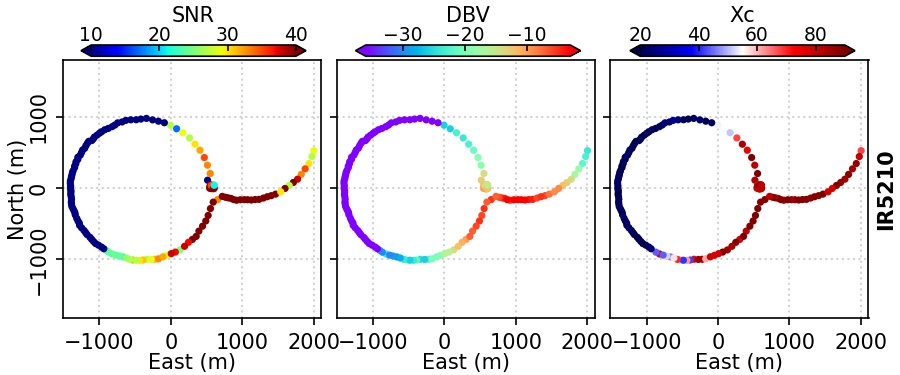 SNR DBV Xc
10 20 30 40 −30 −20 −10 20 40 60 80
1000
0
−1000
North (m)
IR5210
−1000 0 1000 2000 −1000 0 1000 2000 −1000 0 1000 2000
East (m) East (m) East (m)